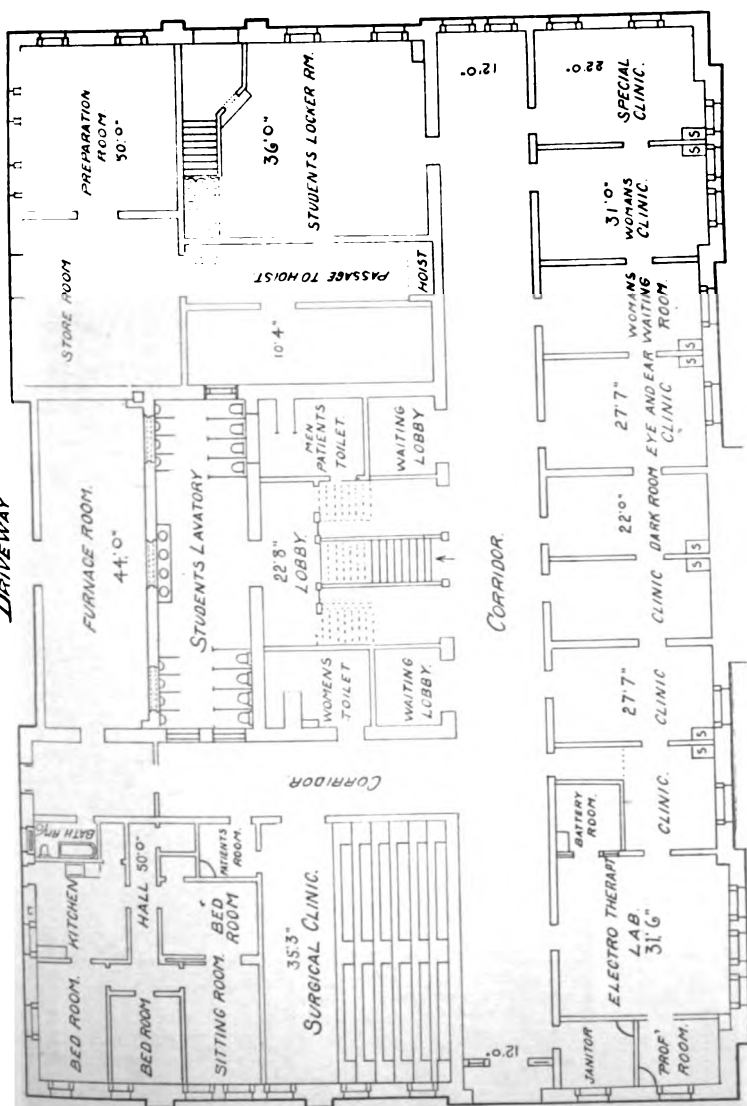 DRIVEWAY
PREPARATION
ROOM.
50'.0"
STORE ROOM
FURNACE ROOM.
44'.0"
BATH RM.
KITCHEN
BED ROOM.
HALL 50'0"
BED ROOM
SITTING ROOM.
BED
ROOM
PATIENTS
ROOM.
STUDENTS LOCKER RM.
36'0"
PASSAGE TO HOIST.
HOIST
10'.4"
STUDENTS LAVATORY
MEN
PATIENTS
TOILET.
WAITING
LOBBY
22'8"
LOBBY.
WOMENS
TOILET
WAITING
LOBBY.
CORRIDOR.
SURGICAL CLINIC.
35'.3"
CORRIDOR.
12'.0"
12'.0"
SPECIAL
CLINIC.
22'.0"
31'.0"
WOMANS
CLINIC.
WOMANS
WAITING
ROOM.
27'7"
EYE AND EAR
CLINIC
22'.0"
DARK ROOM
CLINIC
27'.7"
CLINIC
CLINIC.
BATTERY
ROOM.
ELECTRO THERAPT
LAB.
31'.6"
JANITOR
PROF'
ROOM.
S
S
S
S
S
S
S
S